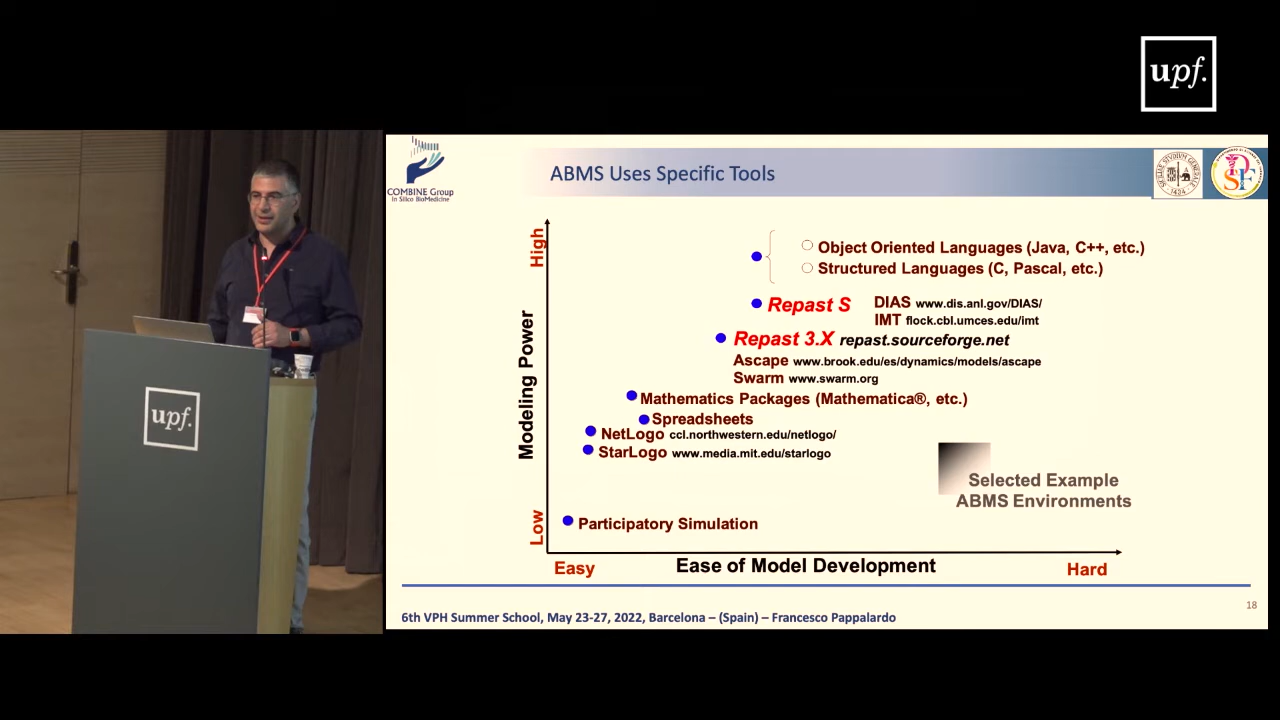 upf.
upf.
COMBINE Group
In Silico BioMedicine
ABMS Uses Specific Tools
High
Modeling Power
Low
Object Oriented Languages (Java, C++, etc.)
Structured Languages (C, Pascal, etc.)
Repast S
DIAS www.dis.anl.gov/DIAS/
IMT flock.cbl.umces.edu/imt
Repast 3.X repast.sourceforge.net
Ascape www.brook.edu/es/dynamics/models/ascape
Swarm www.swarm.org
Mathematics Packages (Mathematica®, etc.)
Spreadsheets
NetLogo ccl.northwestern.edu/netlogo/
StarLogo www.media.mit.edu/starlogo
Selected Example
ABMS Environments
Participatory Simulation
Easy
Ease of Model Development
Hard
18
6th VPH Summer School, May 23-27, 2022, Barcelona – (Spain) – Francesco Pappalardo